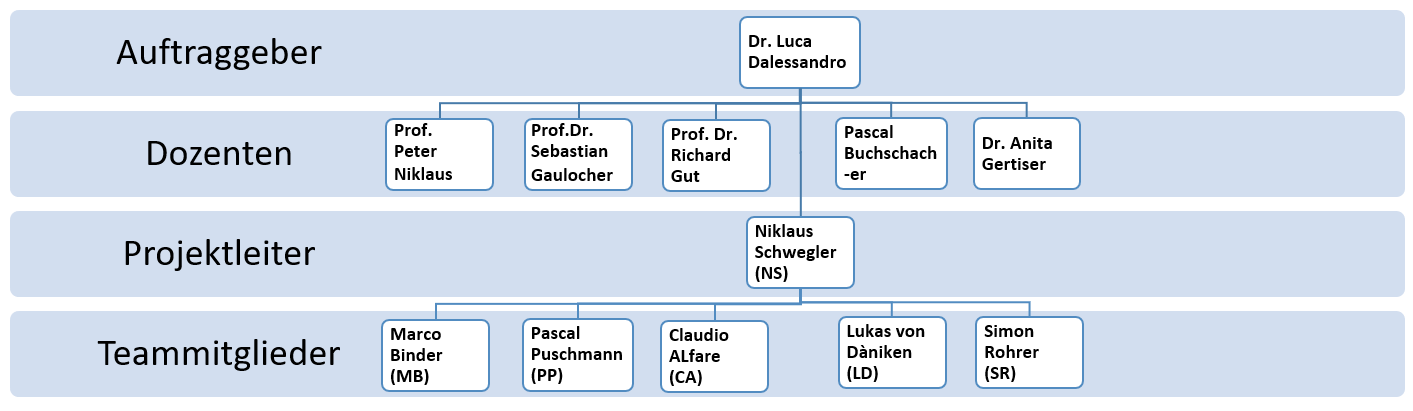 Auftraggeber
Dr. Luca
Dalessandro
Dozenten
Prof.
Peter
Niklaus
Prof.Dr.
Sebastian
Gaulocher
Prof. Dr.
Richard
Gut
Pascal
Buchschach
-er
Dr. Anita
Gertiser
Projektleiter
Niklaus
Schwegler
(NS)
Teammitglieder
Marco
Binder
(MB)
Pascal
Puschmann
(PP)
Claudio
ALfare
(CA)
Lukas von
Dàniken
(LD)
Simon
Rohrer
(SR)